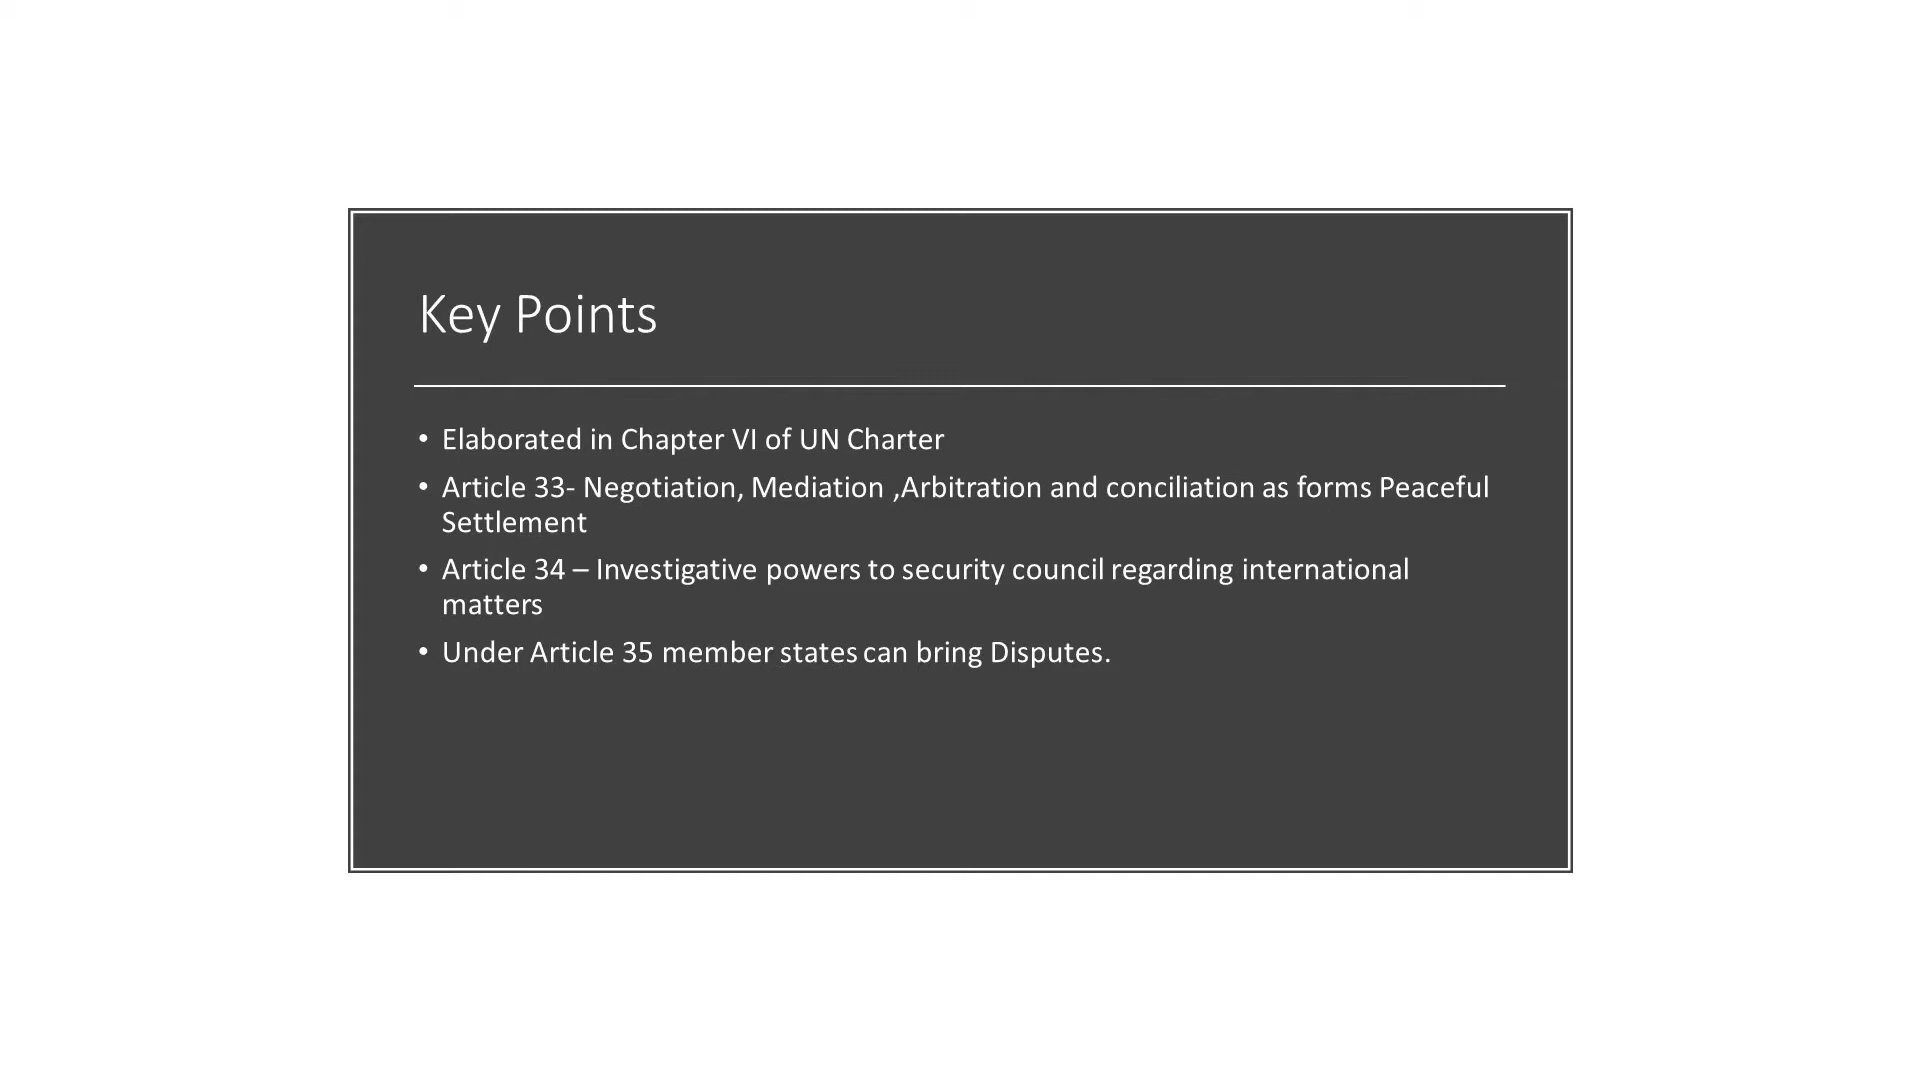 Key Points
• Elaborated in Chapter VI of UN Charter
• Article 33- Negotiation, Mediation ,Arbitration and conciliation as forms Peaceful
Settlement
• Article 34 – Investigative powers to security council regarding international
matters
• Under Article 35 member states can bring Disputes.